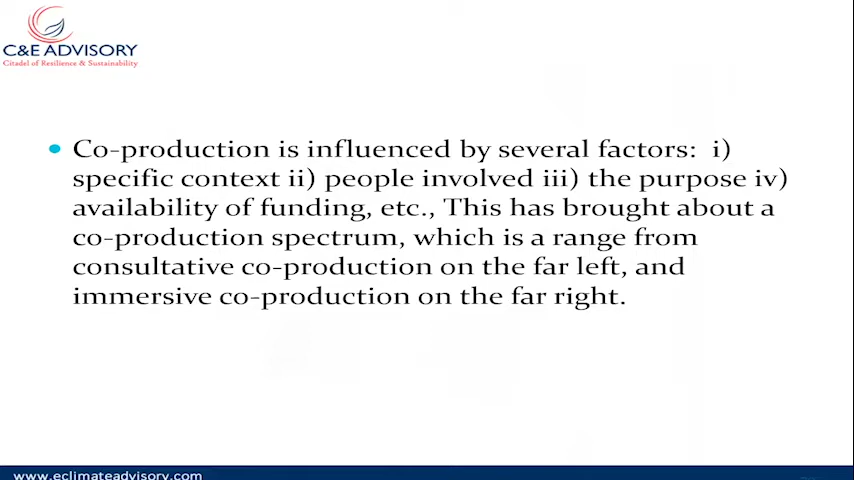 C&E ADVISORY
Citadel of Resilience & Sustainability
Co-production is influenced by several factors: i)
specific context ii) people involved iii) the purpose iv)
availability of funding, etc., This has brought about a
co-production spectrum, which is a range from
consultative co-production on the far left, and
immersive co-production on the far right.
www.eclimateadvisory.com